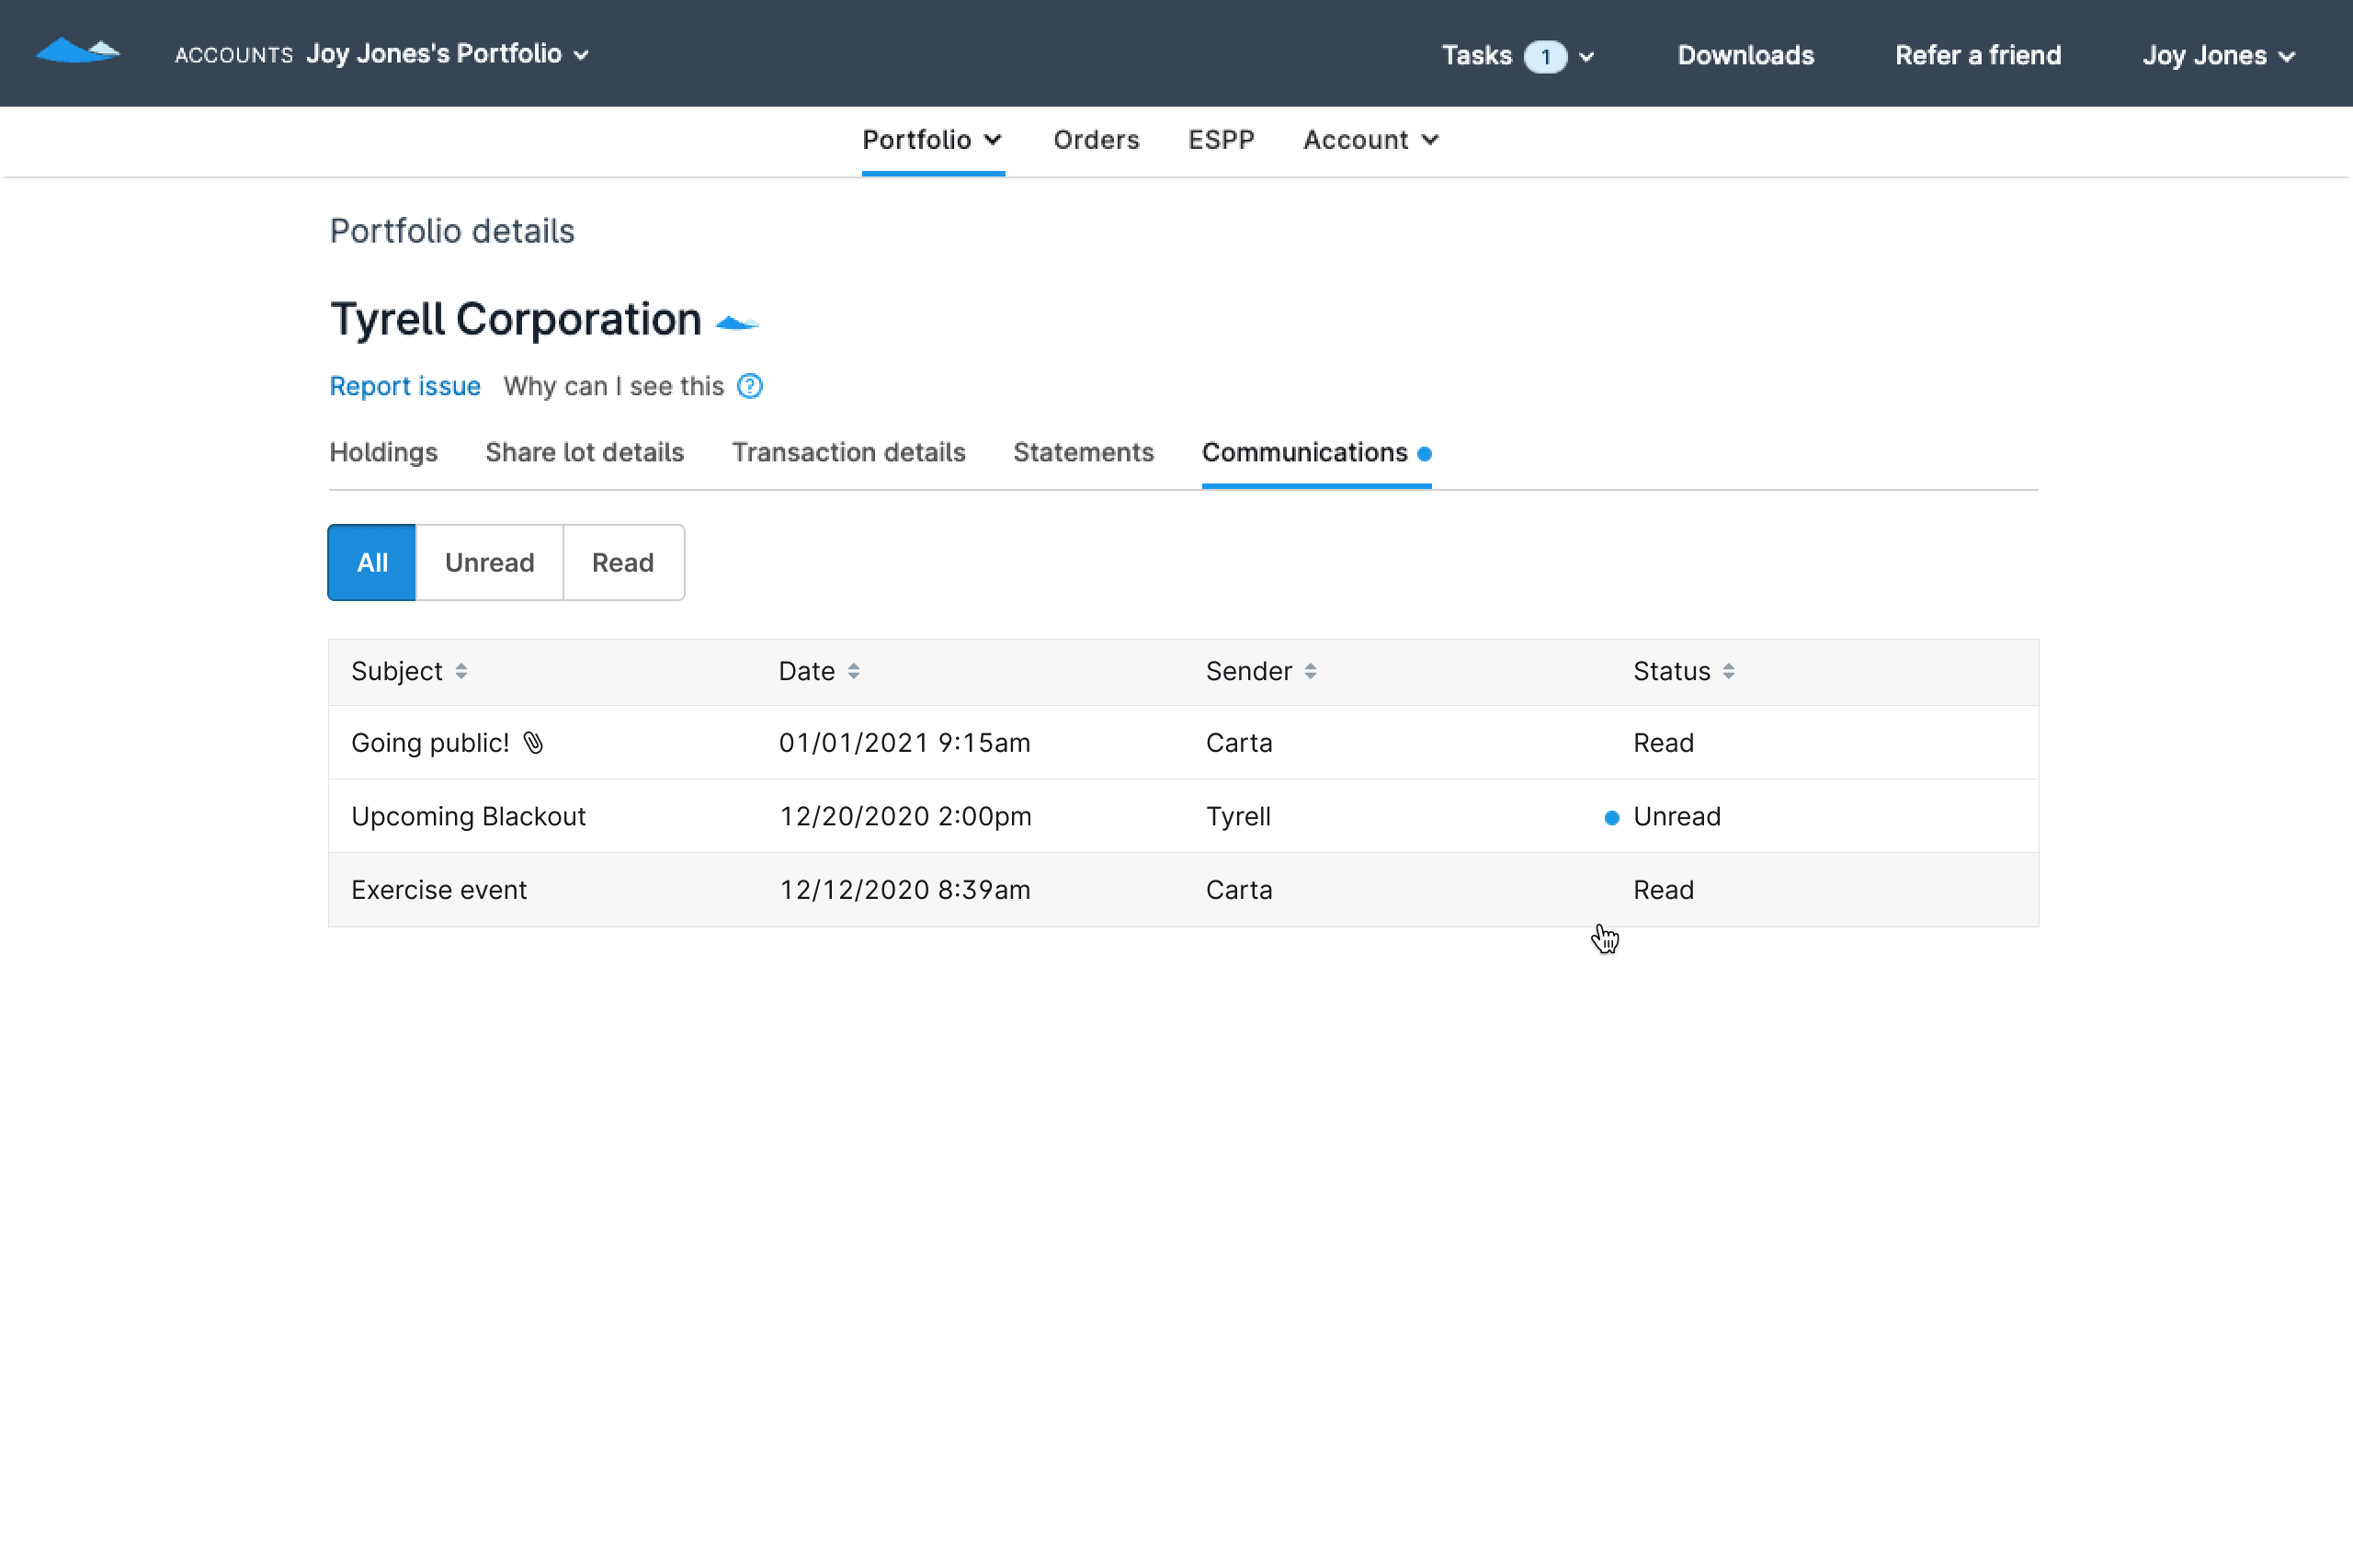 ACCOUNTS Joy Jones's Portfolio Tasks 1 Downloads Refer a friend Joy Jones
Portfolio Orders ESPP Account
Portfolio details
Tyrell Corporation
Report issue Why can I see this ?
Holdings Share lot details Transaction details Statements Communications
All Unread Read
Subject Date Sender Status
Going public! 01/01/2021 9:15am Carta Read
Upcoming Blackout 12/20/2020 2:00pm Tyrell Unread
Exercise event 12/12/2020 8:39am Carta Read